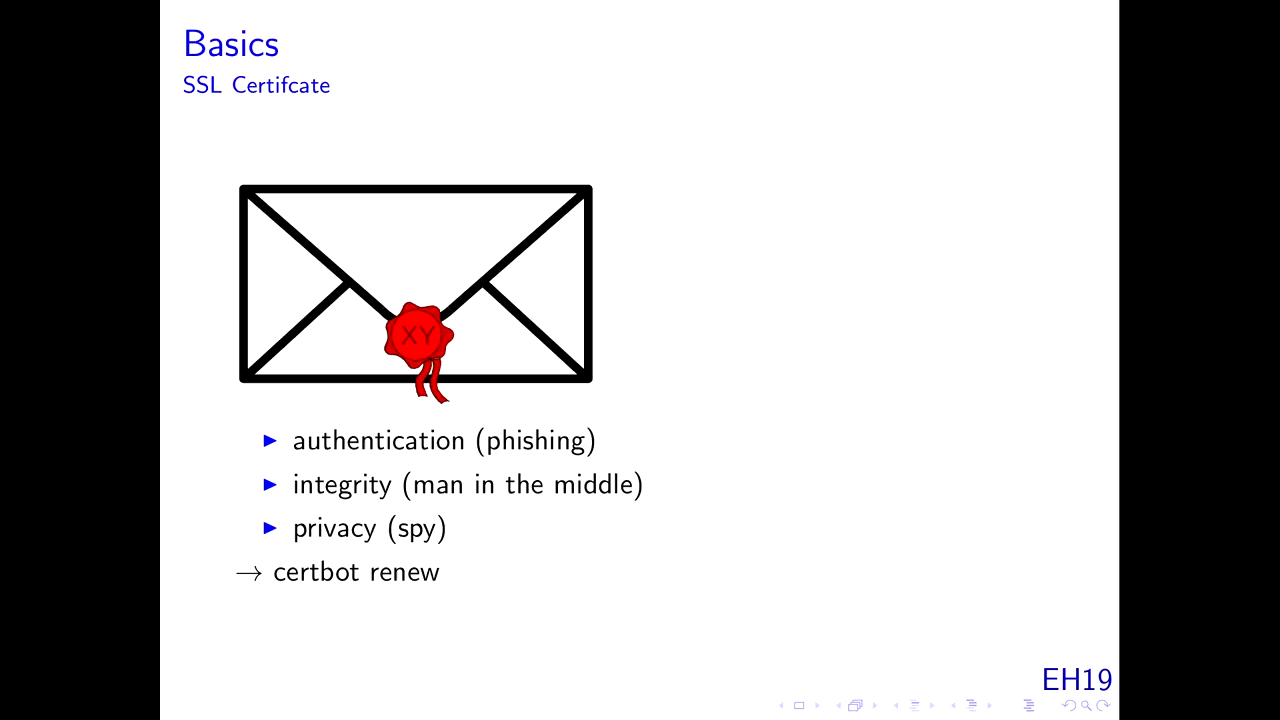 Basics
SSL Certifcate
XY
authentication (phishing)
integrity (man in the middle)
privacy (spy)
→ certbot renew
EH19